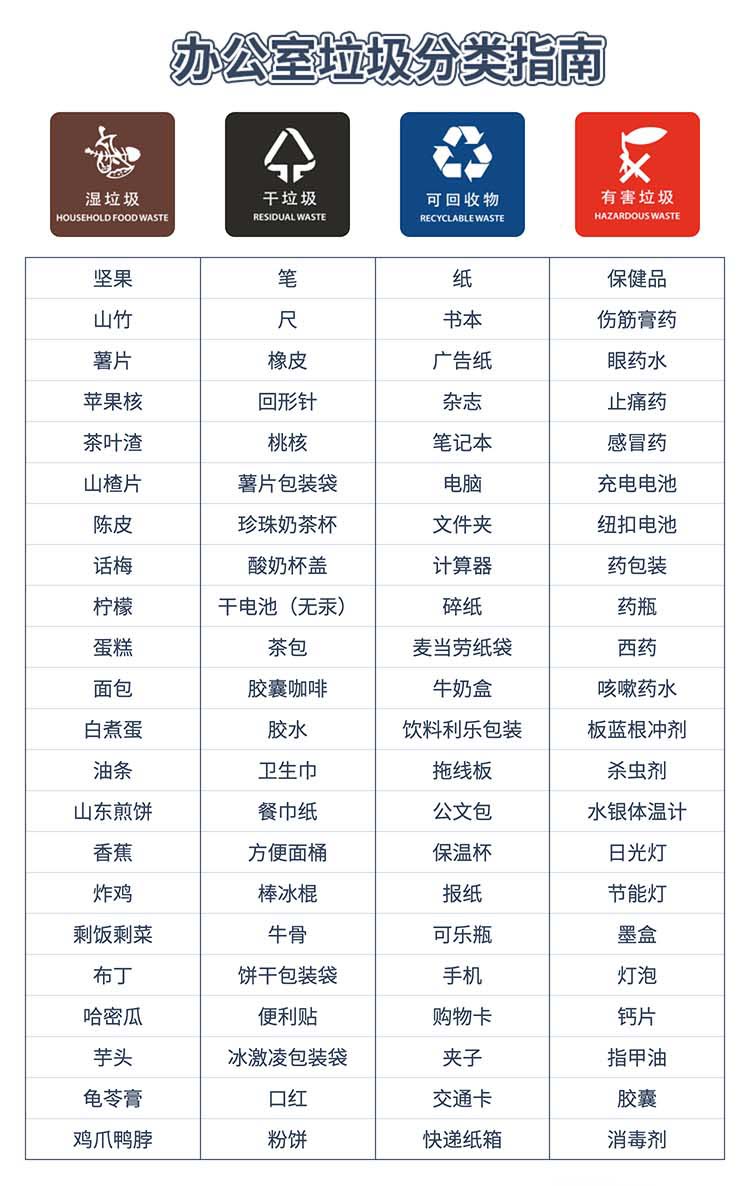 办公室垃圾分类指南
湿垃圾 干垃圾 可回收物 有害垃圾
HOUSEHOLD FOOD WASTE RESIDUAL WASTE RECYCLABLE WASTE HAZARDOUS WASTE
坚果 笔 纸 保健品
山竹 尺 书本 伤筋膏药
薯片 橡皮 广告纸 眼药水
苹果核 回形针 杂志 止痛药
茶叶渣 桃核 笔记本 感冒药
山楂片 薯片包装袋 电脑 充电电池
陈皮 珍珠奶茶杯 文件夹 纽扣电池
话梅 酸奶杯盖 计算器 药包装
柠檬 干电池（无汞） 碎纸 药瓶
蛋糕 茶包 麦当劳纸袋 西药
面包 胶囊咖啡 牛奶盒 咳嗽药水
白煮蛋 胶水 饮料利乐包装 板蓝根冲剂
油条 卫生巾 拖线板 杀虫剂
山东煎饼 餐巾纸 公文包 水银体温计
香蕉 方便面桶 保温杯 日光灯
炸鸡 棒冰棍 报纸 节能灯
剩饭剩菜 牛骨 可乐瓶 墨盒
布丁 饼干包装袋 手机 灯泡
哈密瓜 便利贴 购物卡 钙片
芋头 冰激凌包装袋 夹子 指甲油
龟苓膏 口红 交通卡 胶囊
鸡爪鸭脖 粉饼 快递纸箱 消毒剂